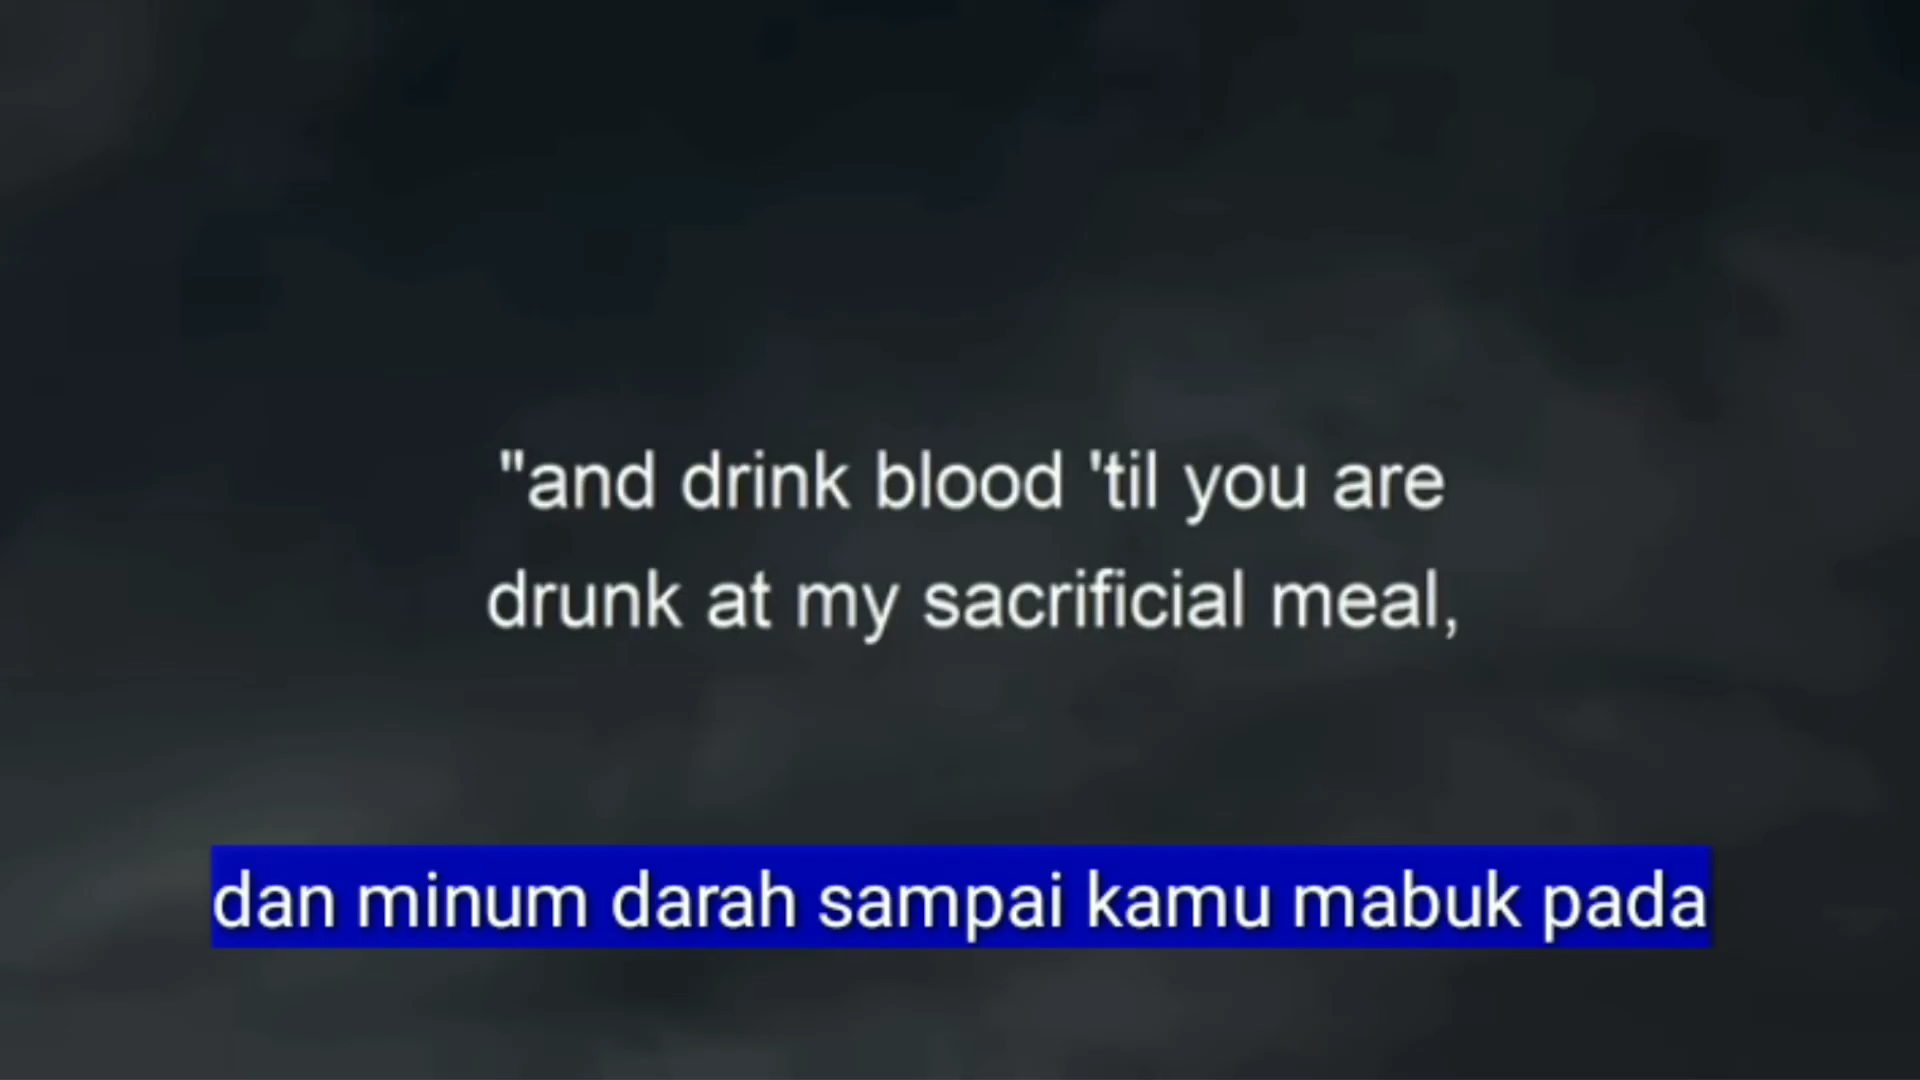 "and drink blood 'til you are
drunk at my sacrificial meal,
dan minum darah sampai kamu mabuk pada